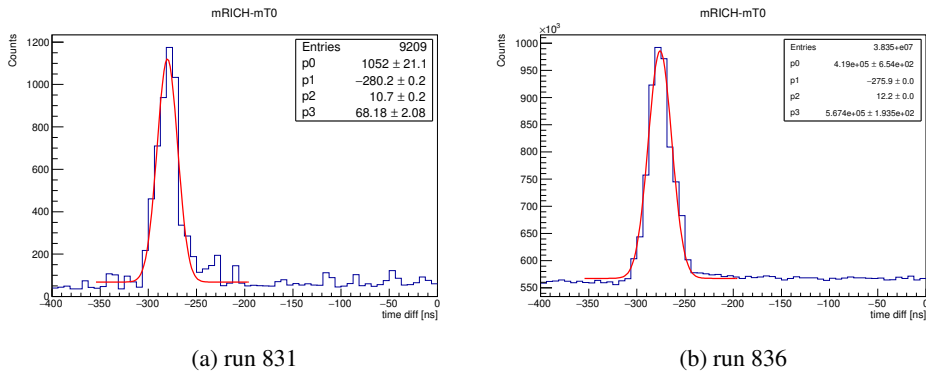 mRICH-mT0
Counts
1200
1000
800
600
400
200
0
−400 −350 −300 −250 −200 −150 −100 −50 0
time diff [ns]
Entries 9209
p0 1052 ± 21.1
p1 −280.2 ± 0.2
p2 10.7 ± 0.2
p3 68.18 ± 2.08
(a) run 831
mRICH-mT0
×10³
Counts
1000
950
900
850
800
750
700
650
600
550
−400 −350 −300 −250 −200 −150 −100 −50 0
time diff [ns]
Entries 3.835e+07
p0 4.19e+05 ± 6.54e+02
p1 −275.9 ± 0.0
p2 12.2 ± 0.0
p3 5.674e+05 ± 1.935e+02
(b) run 836